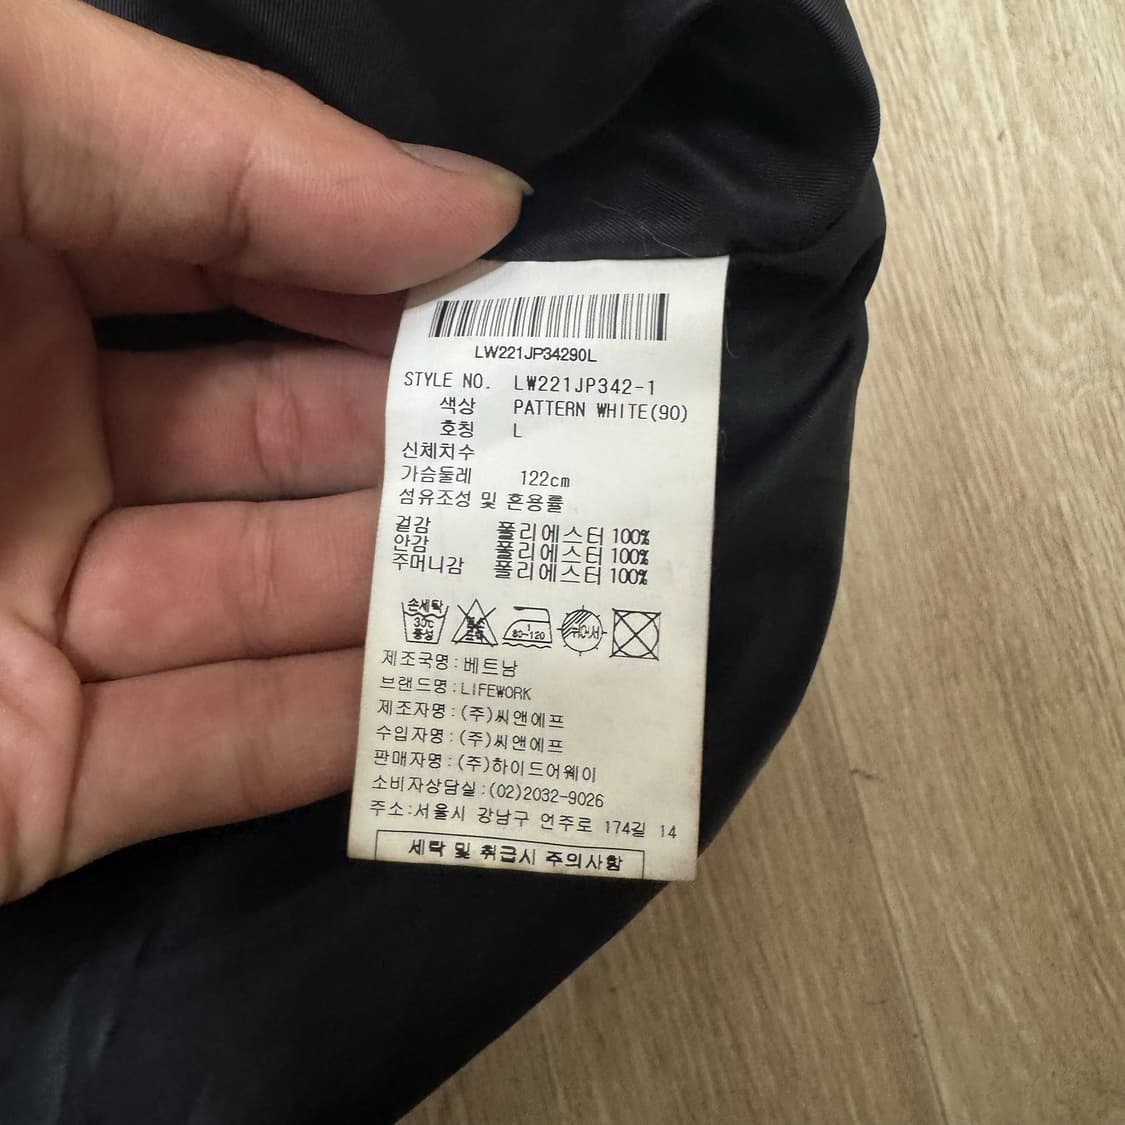 LW221JP34290L
STYLE NO. LW221JP342-1
색상 PATTERN WHITE(90)
호칭 L
신체치수
가슴둘레 122cm
섬유조성 및 혼용률
겉감 폴리에스터 100%
안감 폴리에스터 100%
주머니감 폴리에스터 100%
손세탁 30℃ 중성
80~120
뉘어서
제조국명:베트남
브랜드명:LIFEWORK
제조자명:(주)씨앤에프
수입자명:(주)씨앤에프
판매자명:(주)하이드어웨이
소비자상담실:(02)2032-9026
주소:서울시 강남구 언주로 174길 14
세탁 및 취급시 주의사항